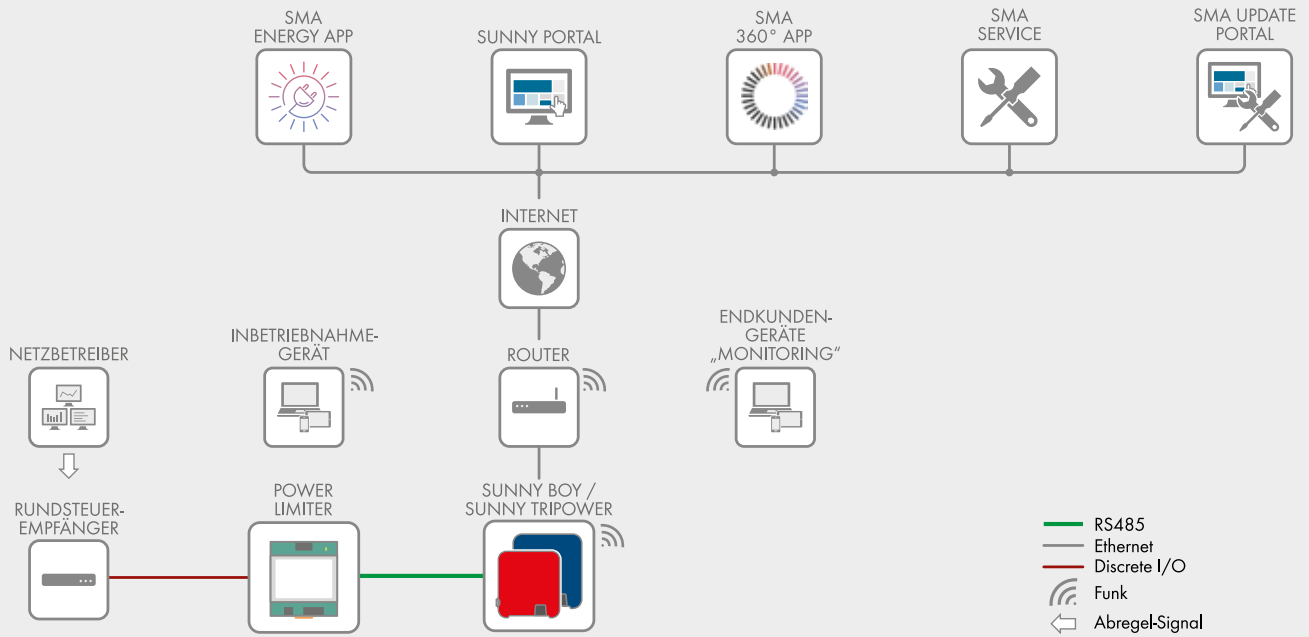 SMA
ENERGY APP
SUNNY PORTAL
SMA
360° APP
SMA
SERVICE
SMA UPDATE
PORTAL
INTERNET
NETZBETREIBER
INBETRIEBNAHME-
GERÄT
ROUTER
ENDKUNDEN-
GERÄTE
„MONITORING“
RUNDSTEUER-
EMPFÄNGER
POWER
LIMITER
SUNNY BOY /
SUNNY TRIPOWER
RS485
Ethernet
Discrete I/O
Funk
Abregel-Signal